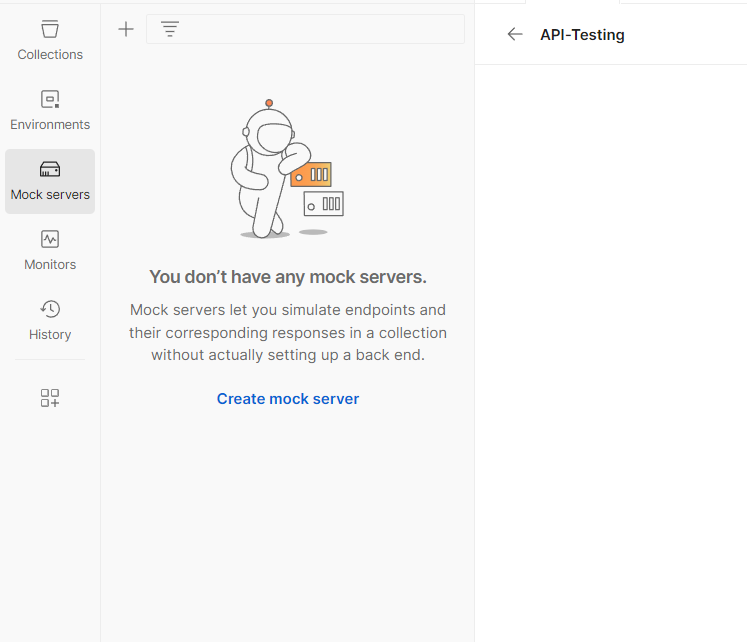 Collections
Environments
Mock servers
Monitors
History
You don’t have any mock servers.
Mock servers let you simulate endpoints and
their corresponding responses in a collection
without actually setting up a back end.
Create mock server
API-Testing